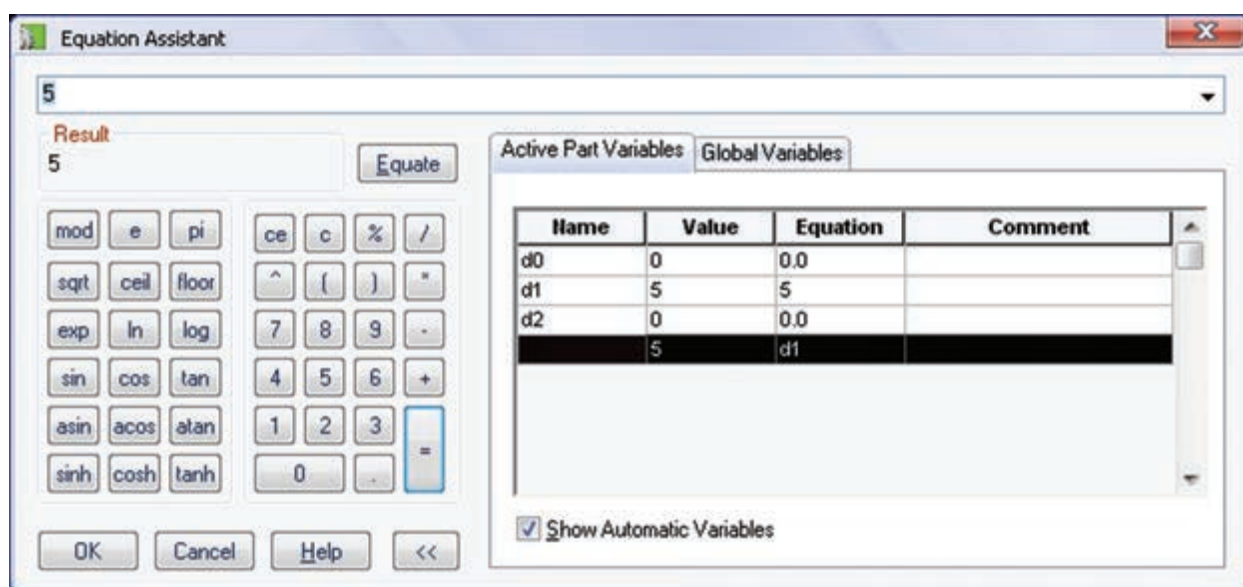 Equation Assistant
5
Result
5
Equate
Active Part Variables Global Variables
mod e pi
sqrt ceil floor
exp ln log
sin cos tan
asin acos atan
sinh cosh tanh
ce c % /
^ ( ) *
7 8 9 -
4 5 6 +
1 2 3 =
0 .
Name Value Equation Comment
d0 0 0.0
d1 5 5
d2 0 0.0
5 d1
Show Automatic Variables
OK Cancel Help <<